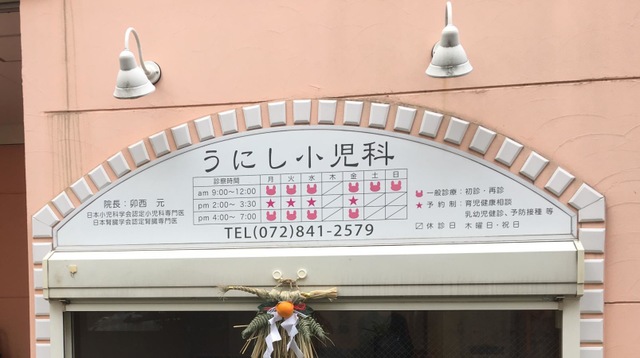 うにし小児科
診察時間 月 火 水 木 金 土 日
am 9:00～12:00
pm 2:00～ 3:30 ★ ★ ★ ★
pm 4:00～ 7:00
院長：卯西 元
日本小児科学会認定小児科専門医
日本腎臓学会認定腎臓専門医
一般診療：初診・再診
★ 予約制：育児健康相談
乳幼児健診、予防接種 等
休診日 木曜日・祝日
TEL(072)841-2579